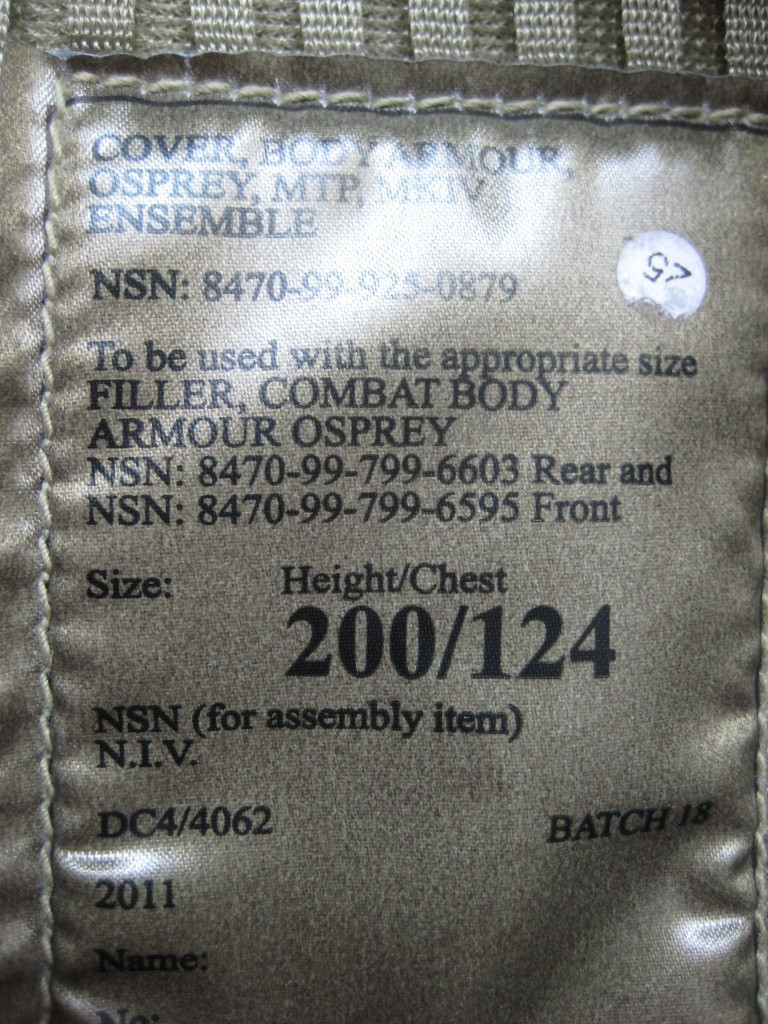 COVER, BODY ARMOUR,
OSPREY, MTP, MKIV
ENSEMBLE
NSN: 8470-99-925-0879
<5
To be used with the appropriate size
FILLER, COMBAT BODY
ARMOUR OSPREY
NSN: 8470-99-799-6603 Rear and
NSN: 8470-99-799-6595 Front
Size: Height/Chest
200/124
NSN (for assembly item)
N.I.V.
DC4/4062 BATCH 18
2011
Name:
No: